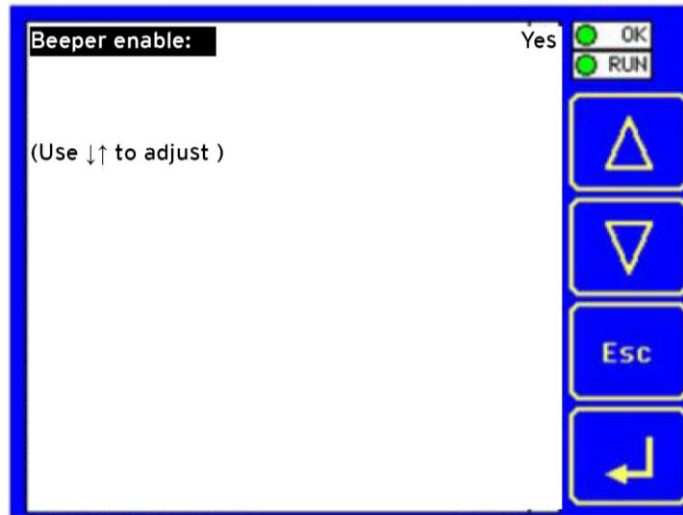 Beeper enable: Yes
OK
RUN
(Use ↓↑ to adjust )
Esc